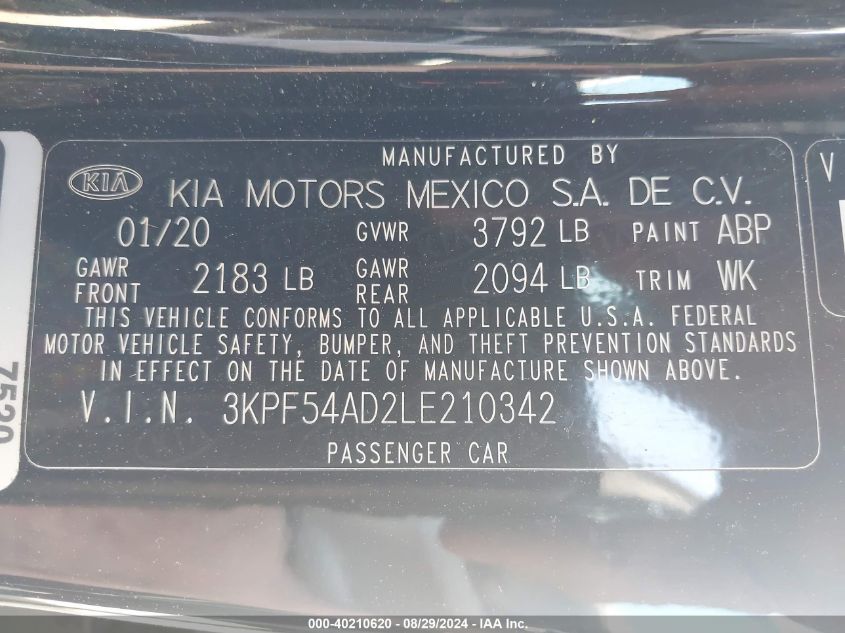 MANUFACTURED BY
KIA KIA MOTORS MEXICO S.A. DE C.V.
01/20 GVWR 3792 LB PAINT ABP
GAWR FRONT 2183 LB GAWR REAR 2094 LB TRIM WK
THIS VEHICLE CONFORMS TO ALL APPLICABLE U.S.A. FEDERAL
MOTOR VEHICLE SAFETY, BUMPER, AND THEFT PREVENTION STANDARDS
IN EFFECT ON THE DATE OF MANUFACTURE SHOWN ABOVE.
V.I.N. 3KPF54AD2LE210342
PASSENGER CAR
V
7520
000-40210620 - 08/29/2024 - IAA Inc.